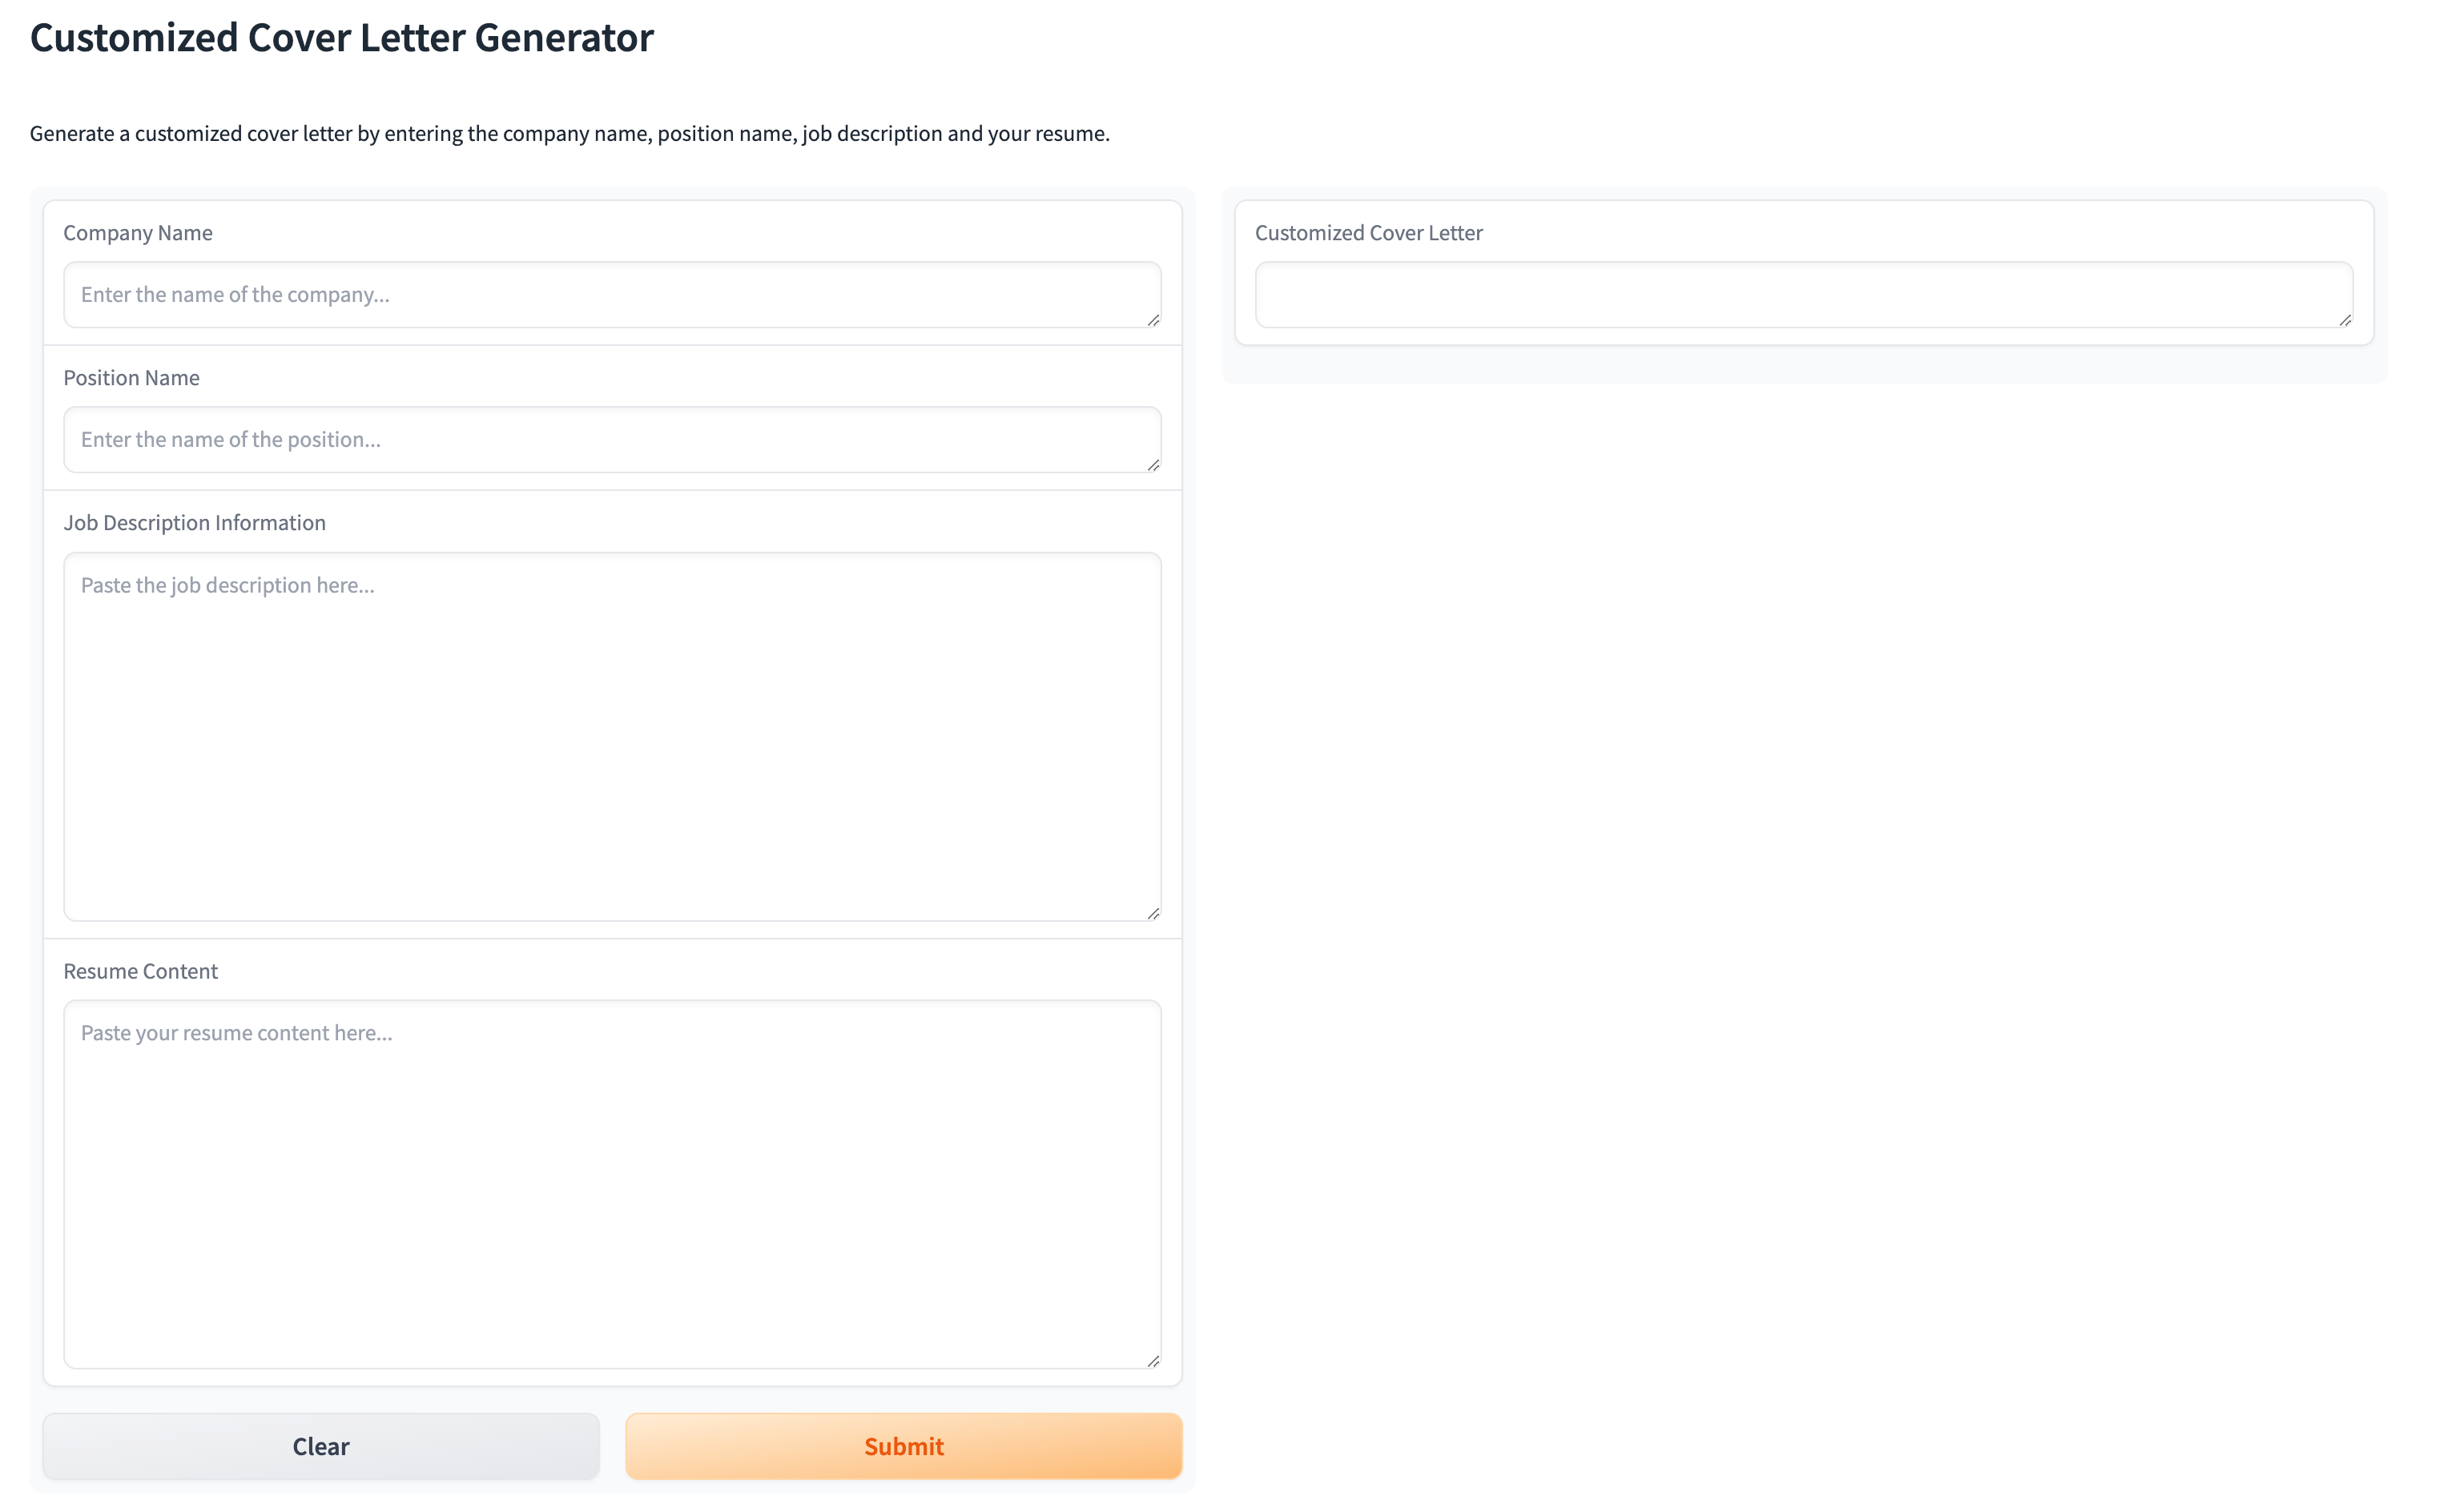 Customized Cover Letter Generator
Generate a customized cover letter by entering the company name, position name, job description and your resume.
Company Name
Enter the name of the company...
Position Name
Enter the name of the position...
Job Description Information
Paste the job description here...
Resume Content
Paste your resume content here...
Clear
Submit
Customized Cover Letter